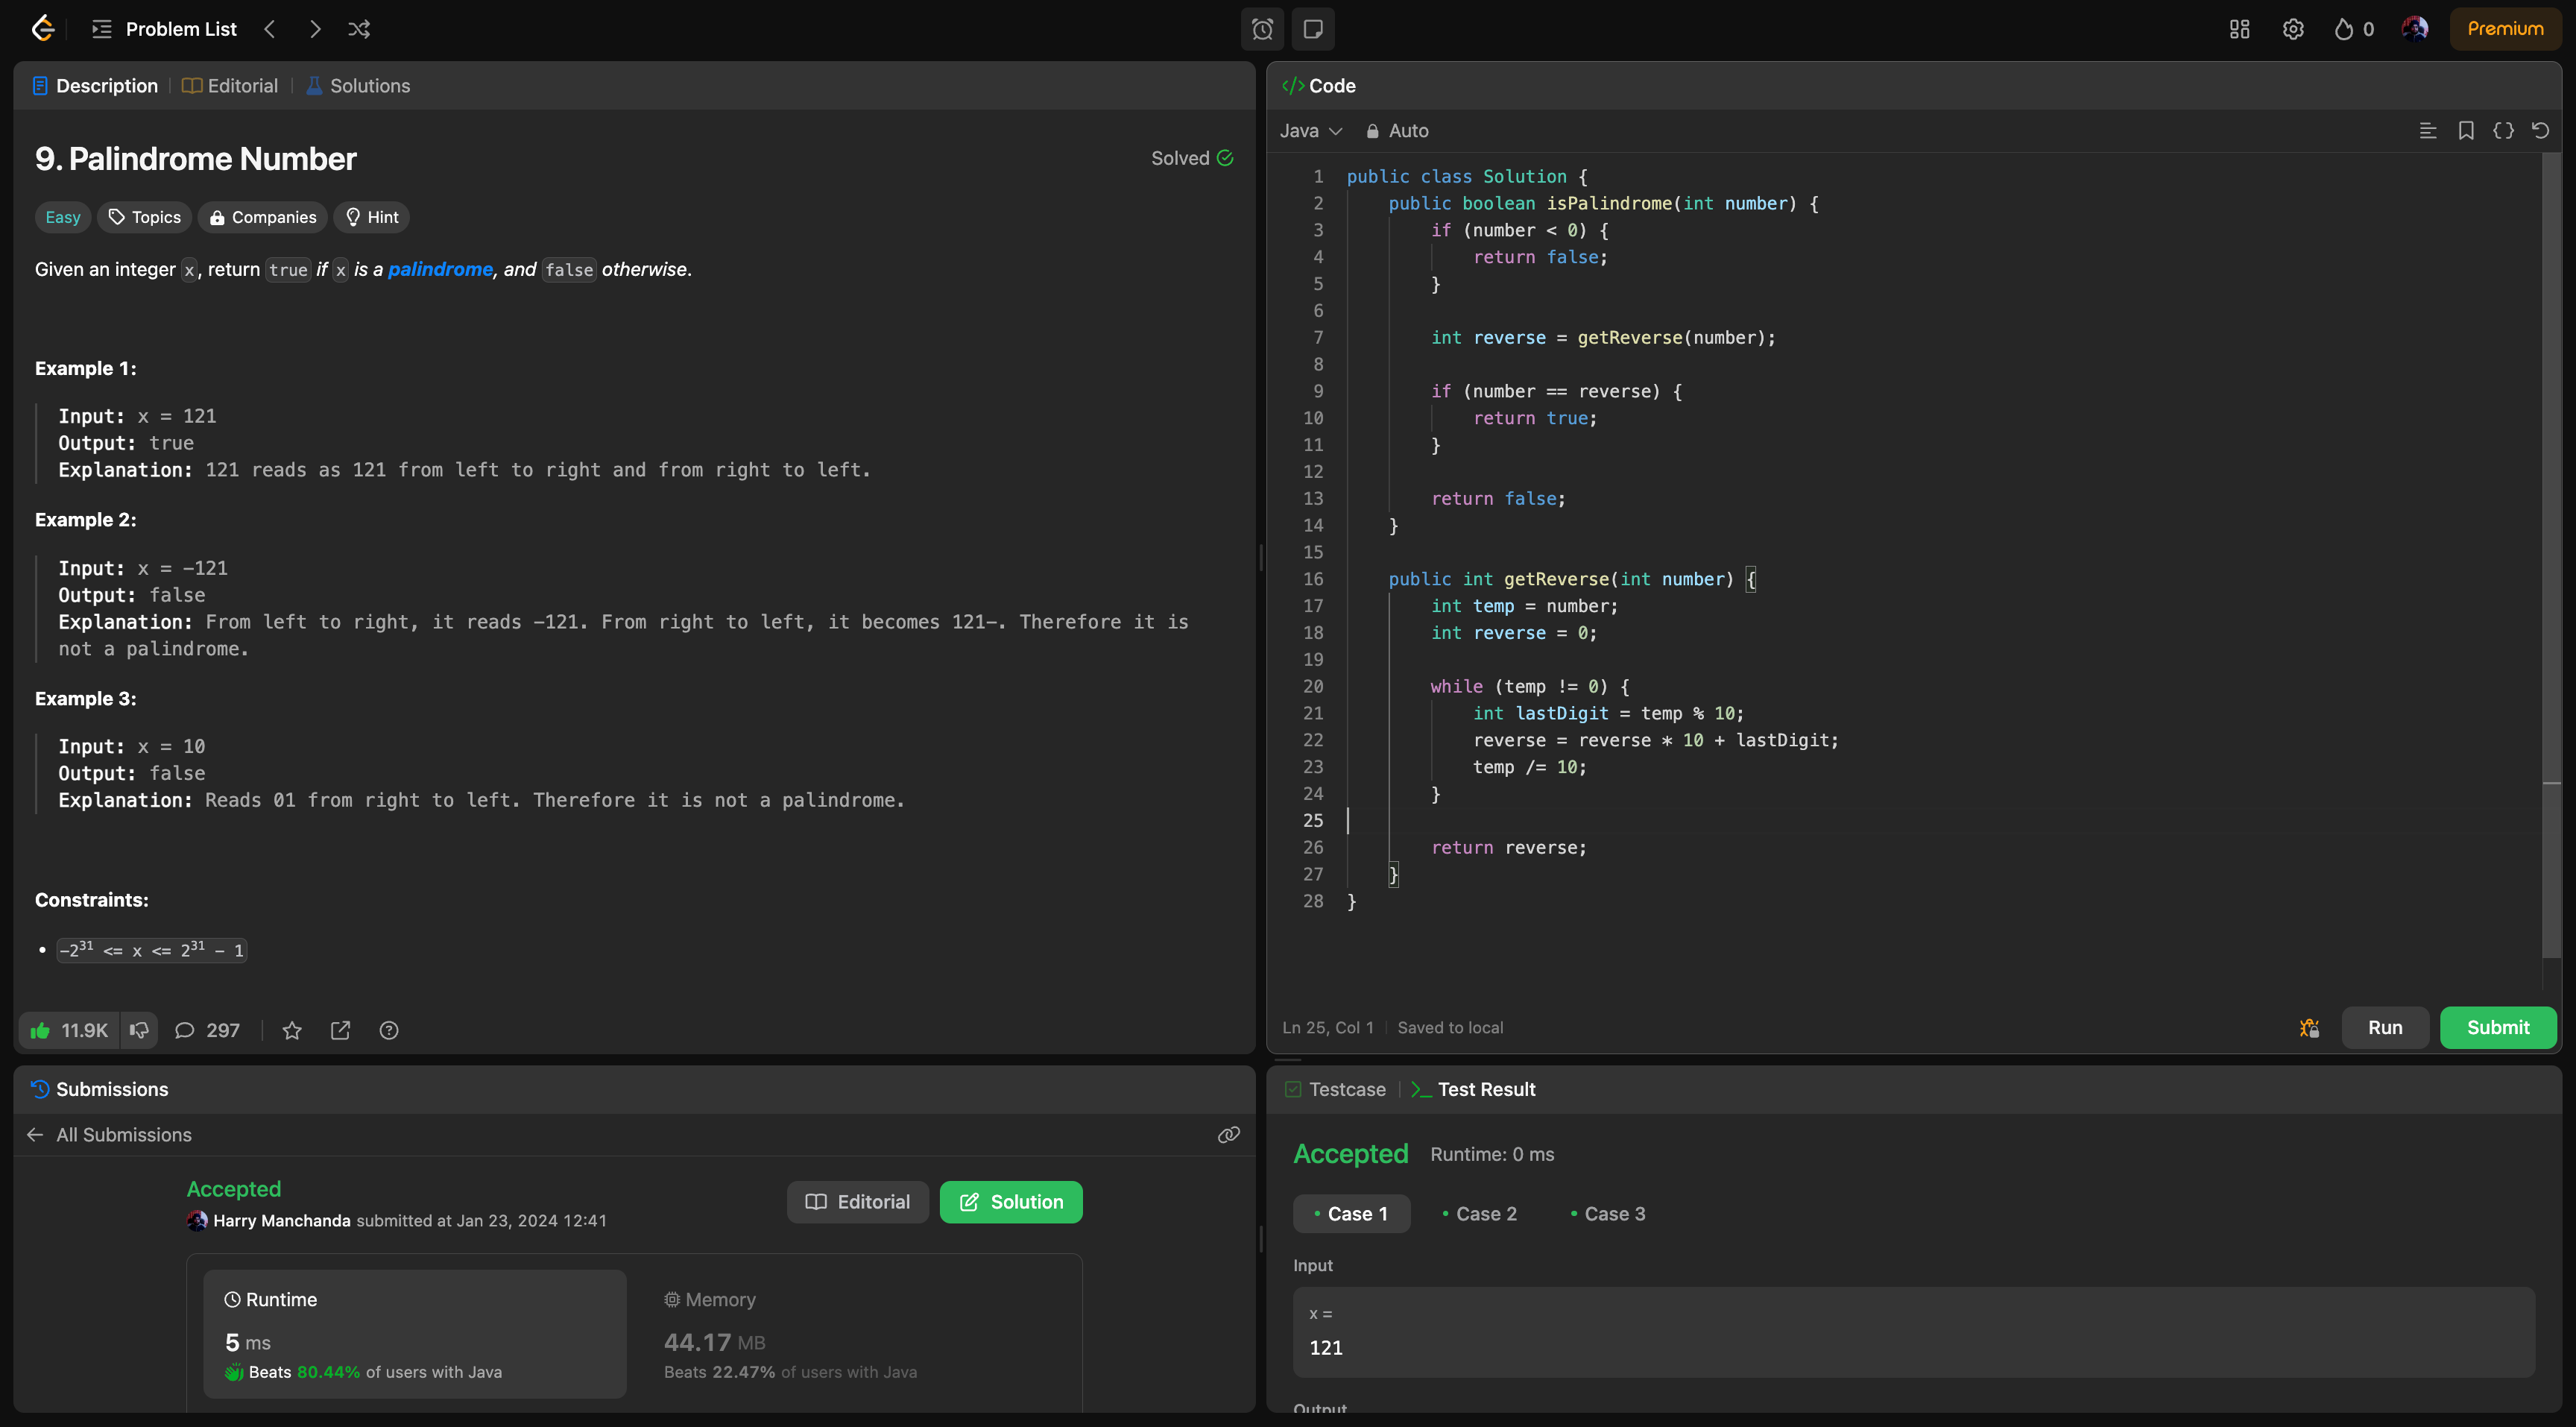 Problem List
0
Premium
Description
Editorial
Solutions
9. Palindrome Number
Solved
Easy
Topics
Companies
Hint
Given an integer x, return true if x is a palindrome, and false otherwise.
Example 1:
Input: x = 121
Output: true
Explanation: 121 reads as 121 from left to right and from right to left.
Example 2:
Input: x = -121
Output: false
Explanation: From left to right, it reads -121. From right to left, it becomes 121-. Therefore it is
not a palindrome.
Example 3:
Input: x = 10
Output: false
Explanation: Reads 01 from right to left. Therefore it is not a palindrome.
Constraints:
-2³¹ <= x <= 2³¹ - 1
11.9K
297
</> Code
Java
Auto
1 public class Solution {
2 public boolean isPalindrome(int number) {
3 if (number < 0) {
4 return false;
5 }
6
7 int reverse = getReverse(number);
8
9 if (number == reverse) {
10 return true;
11 }
12
13 return false;
14 }
15
16 public int getReverse(int number) {
17 int temp = number;
18 int reverse = 0;
19
20 while (temp != 0) {
21 int lastDigit = temp % 10;
22 reverse = reverse * 10 + lastDigit;
23 temp /= 10;
24 }
25
26 return reverse;
27 }
28 }
Ln 25, Col 1
Saved to local
Run
Submit
Submissions
All Submissions
Accepted
Harry Manchanda submitted at Jan 23, 2024 12:41
Editorial
Solution
Runtime
5 ms
Beats 80.44% of users with Java
Memory
44.17 MB
Beats 22.47% of users with Java
Testcase
Test Result
Accepted
Runtime: 0 ms
Case 1
Case 2
Case 3
Input
x =
121
Output